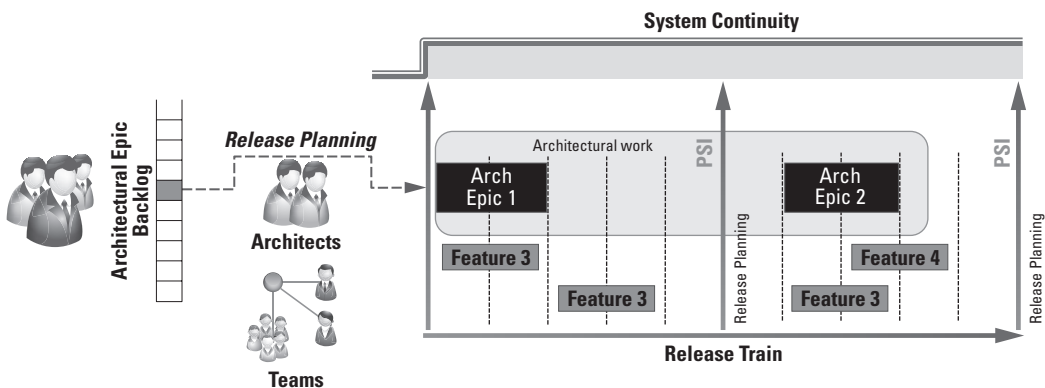 System Continuity
Architectural Epic
Backlog
Release Planning
Architects
Teams
Architectural work
PSI
PSI
Arch
Epic 1
Arch
Epic 2
Feature 3
Feature 4
Feature 3
Feature 3
Release Planning
Release Planning
Release Train